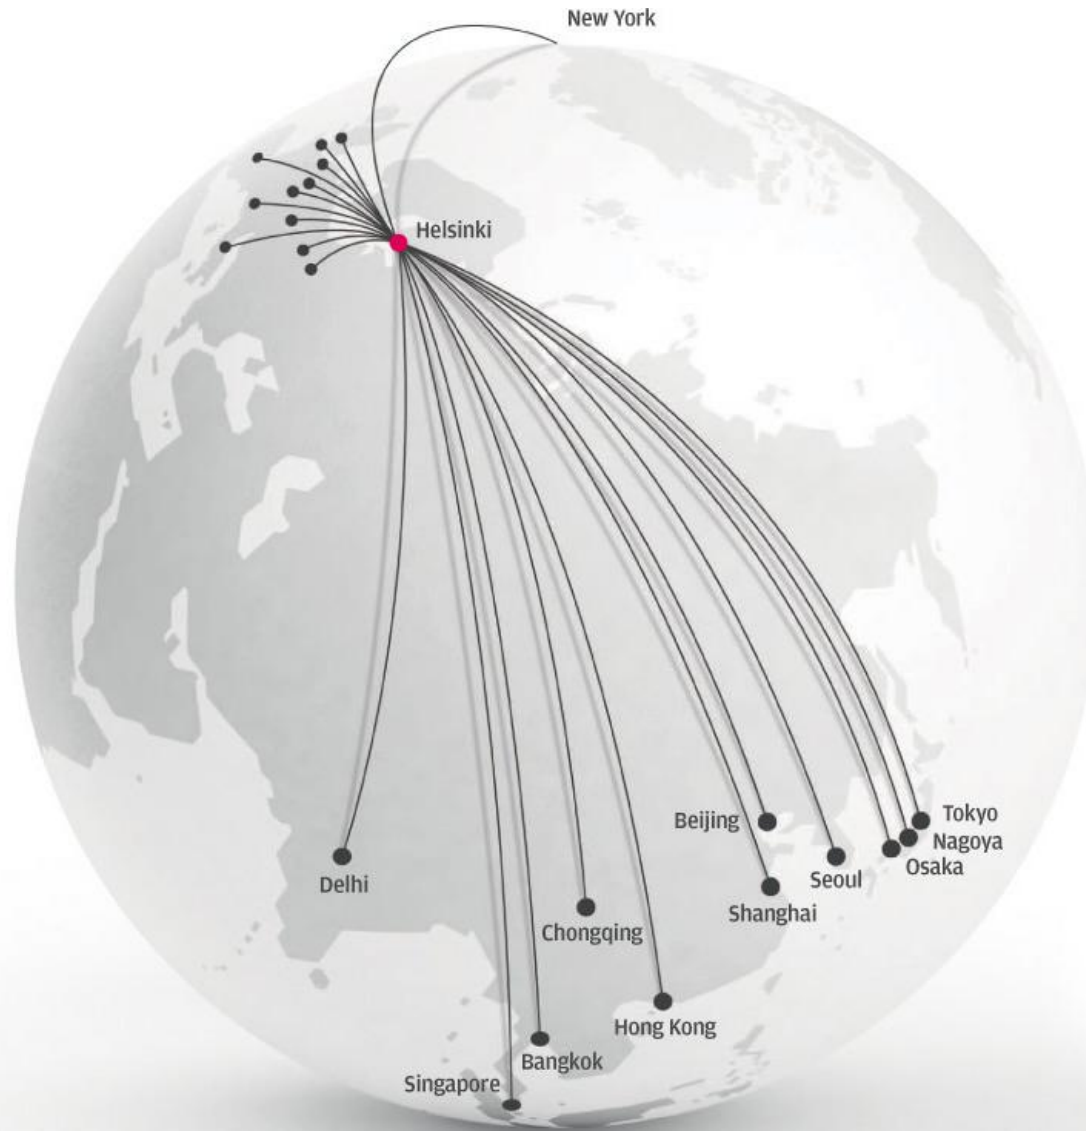 New York
Helsinki
Beijing
Tokyo
Nagoya
Osaka
Seoul
Delhi
Shanghai
Chongqing
Hong Kong
Bangkok
Singapore